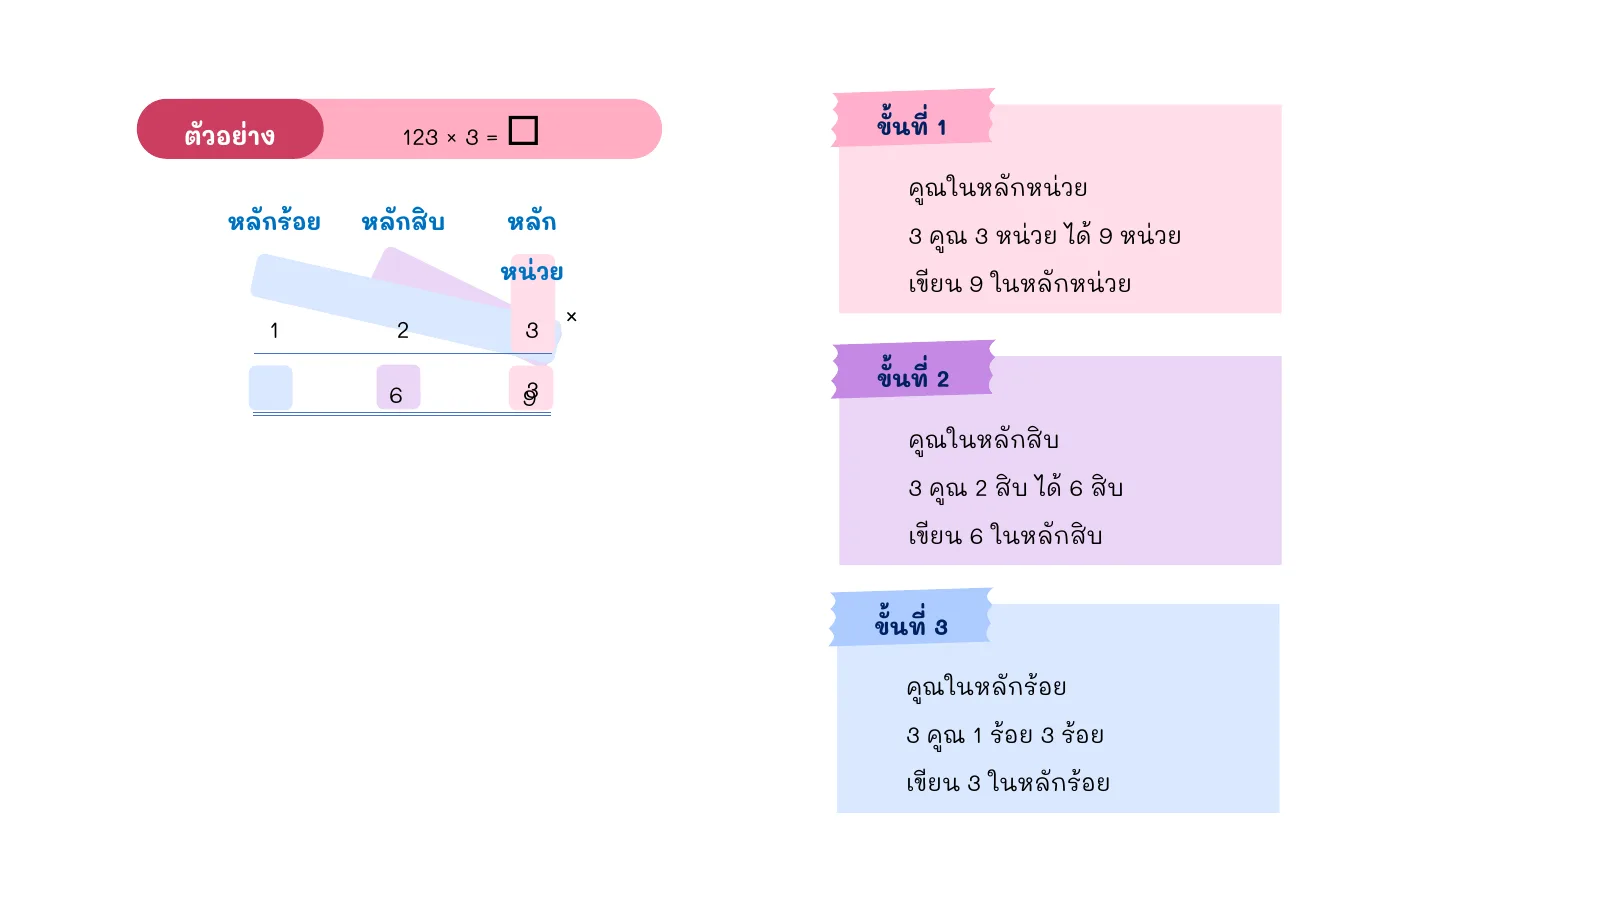 ตัวอย่าง
123 × 3 = □
หลักร้อย หลักสิบ หลัก
หน่วย
1 2 3 ×
3
6 9
ขั้นที่ 1
คูณในหลักหน่วย
3 คูณ 3 หน่วย ได้ 9 หน่วย
เขียน 9 ในหลักหน่วย
ขั้นที่ 2
คูณในหลักสิบ
3 คูณ 2 สิบ ได้ 6 สิบ
เขียน 6 ในหลักสิบ
ขั้นที่ 3
คูณในหลักร้อย
3 คูณ 1 ร้อย 3 ร้อย
เขียน 3 ในหลักร้อย